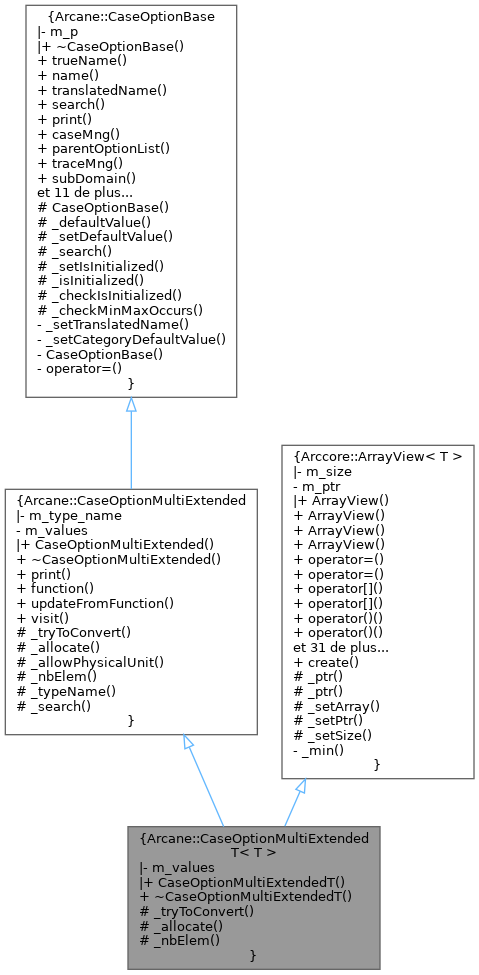 {Arcane::CaseOptionBase
|- m_p
|+ ~CaseOptionBase()
+ trueName()
+ name()
+ translatedName()
+ search()
+ print()
+ caseMng()
+ parentOptionList()
+ traceMng()
+ subDomain()
et 11 de plus...
# CaseOptionBase()
# _defaultValue()
# _setDefaultValue()
# _search()
# _setIsInitialized()
# _isInitialized()
# _checkIsInitialized()
# _checkMinMaxOccurs()
- _setTranslatedName()
- _setCategoryDefaultValue()
- CaseOptionBase()
- operator=()
}
{Arcane::CaseOptionMultiExtended
|- m_type_name
- m_values
|+ CaseOptionMultiExtended()
+ ~CaseOptionMultiExtended()
+ print()
+ function()
+ updateFromFunction()
+ visit()
# _tryToConvert()
# _allocate()
# _allowPhysicalUnit()
# _nbElem()
# _typeName()
# _search()
}
{Arccore::ArrayView< T >
|- m_size
- m_ptr
|+ ArrayView()
+ ArrayView()
+ ArrayView()
+ ArrayView()
+ operator=()
+ operator=()
+ operator[]()
+ operator[]()
+ operator()()
+ operator()()
et 31 de plus...
+ create()
# _ptr()
# _ptr()
# _setArray()
# _setPtr()
# _setSize()
- _min()
}
{Arcane::CaseOptionMultiExtended
T< T >
|- m_values
|+ CaseOptionMultiExtendedT()
+ ~CaseOptionMultiExtendedT()
# _tryToConvert()
# _allocate()
# _nbElem()
}